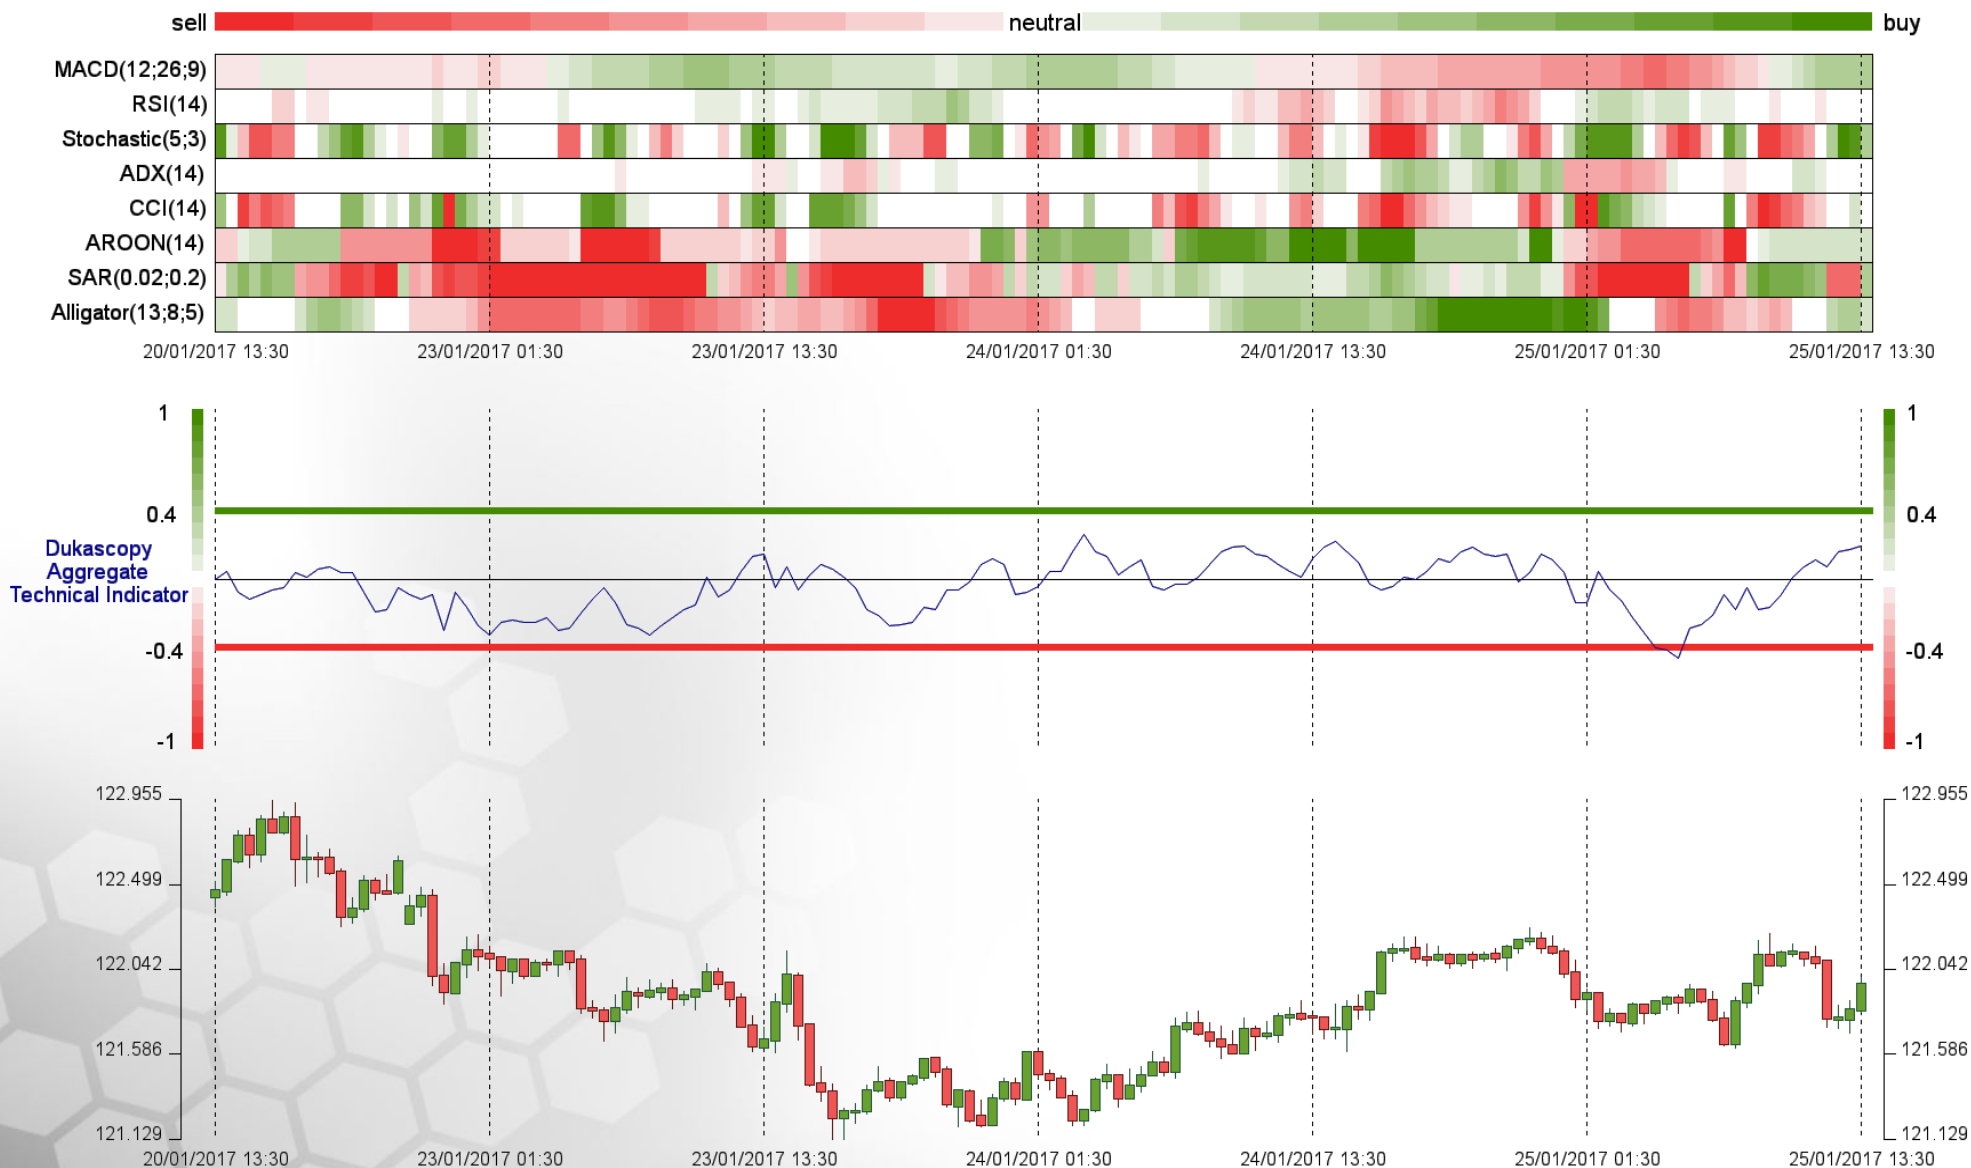 sell neutral buy
MACD(12;26;9)
RSI(14)
Stochastic(5;3)
ADX(14)
CCI(14)
AROON(14)
SAR(0.02;0.2)
Alligator(13;8;5)
20/01/2017 13:30 23/01/2017 01:30 23/01/2017 13:30 24/01/2017 01:30 24/01/2017 13:30 25/01/2017 01:30 25/01/2017 13:30
1 1
0.4 0.4
Dukascopy
Aggregate
Technical Indicator
-0.4 -0.4
-1 -1
122.955 122.955
122.499 122.499
122.042 122.042
121.586 121.586
121.129 121.129
20/01/2017 13:30 23/01/2017 01:30 23/01/2017 13:30 24/01/2017 01:30 24/01/2017 13:30 25/01/2017 01:30 25/01/2017 13:30